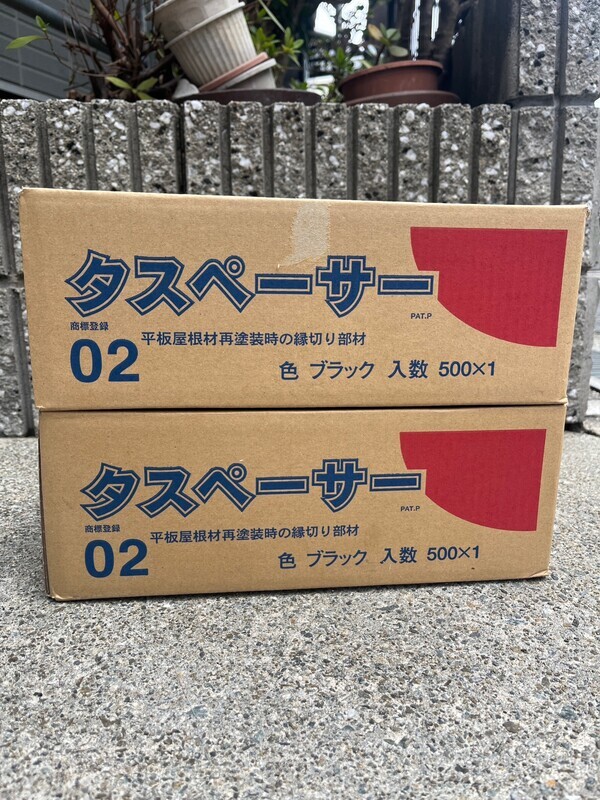 タスペーサー
PAT.P
商標登録
02 平板屋根材再塗装時の縁切り部材
色 ブラック 入数 500×1
タスペーサー
PAT.P
商標登録
02 平板屋根材再塗装時の縁切り部材
色 ブラック 入数 500×1